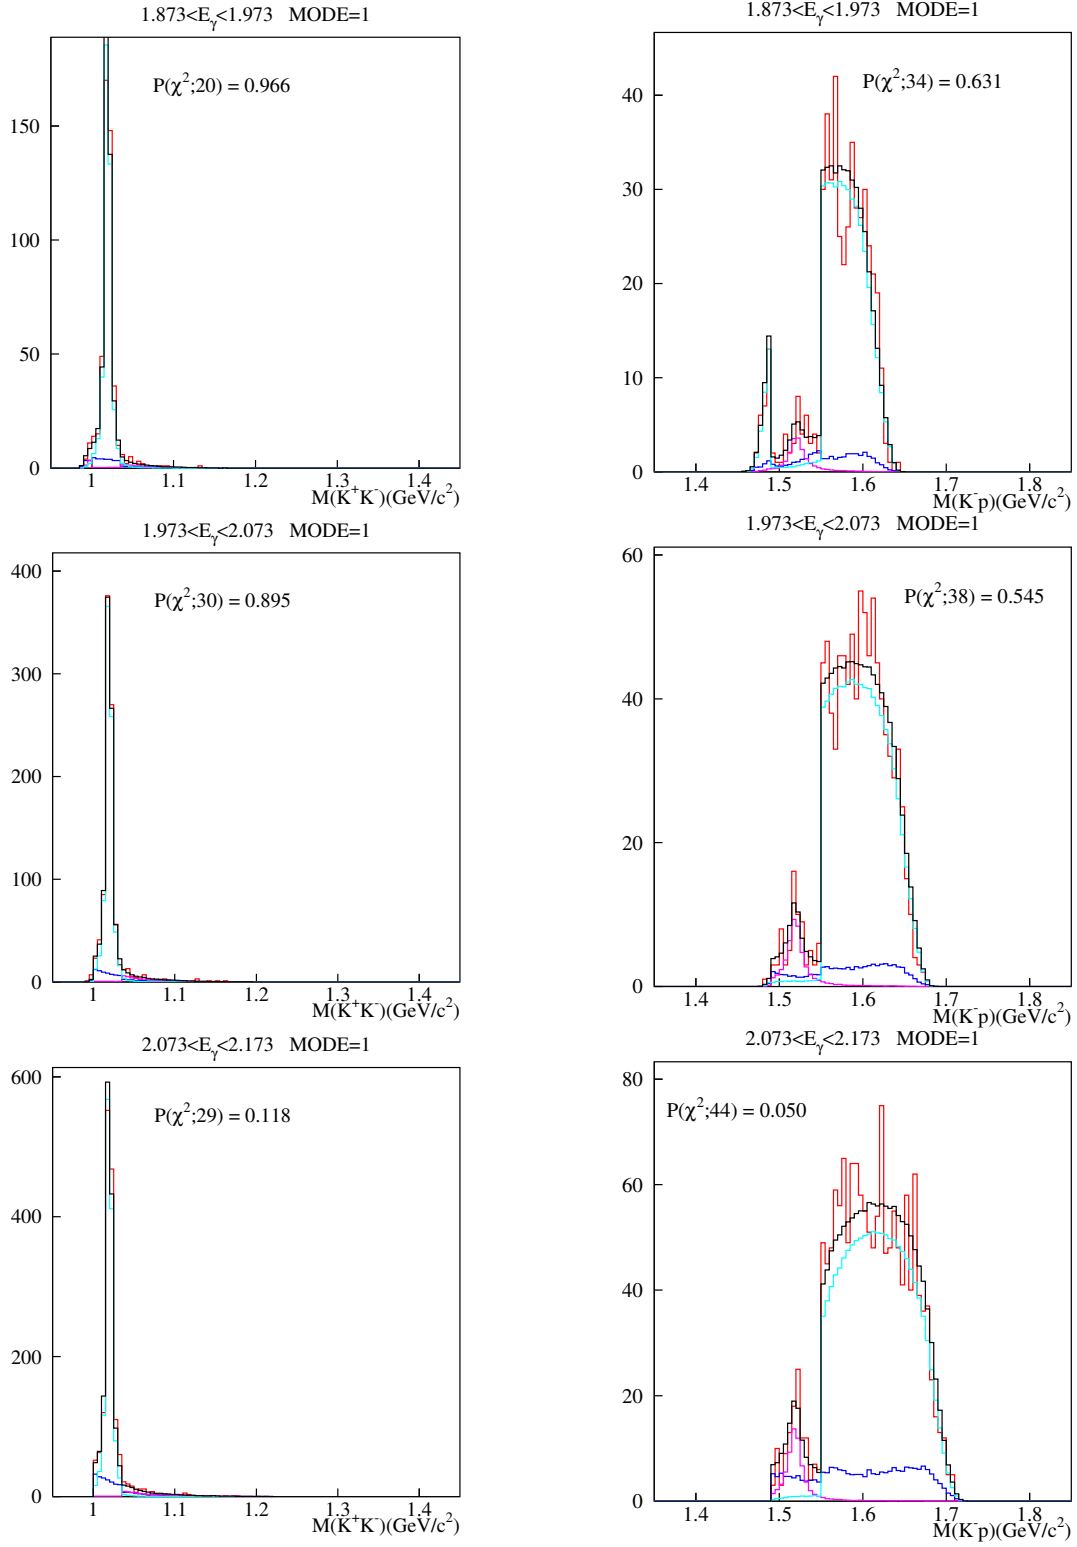 1.873<Eγ<1.973 MODE=1
P(χ²;20) = 0.966
150
100
50
0
1 1.1 1.2 1.3 1.4
M(K⁺K⁻)(GeV/c²)
1.873<Eγ<1.973 MODE=1
P(χ²;34) = 0.631
40
30
20
10
0
1.4 1.5 1.6 1.7 1.8
M(K⁻p)(GeV/c²)
1.973<Eγ<2.073 MODE=1
P(χ²;30) = 0.895
400
300
200
100
0
1 1.1 1.2 1.3 1.4
M(K⁺K⁻)(GeV/c²)
1.973<Eγ<2.073 MODE=1
P(χ²;38) = 0.545
60
40
20
0
1.4 1.5 1.6 1.7 1.8
M(K⁻p)(GeV/c²)
2.073<Eγ<2.173 MODE=1
P(χ²;29) = 0.118
600
400
200
0
1 1.1 1.2 1.3 1.4
M(K⁺K⁻)(GeV/c²)
2.073<Eγ<2.173 MODE=1
P(χ²;44) = 0.050
80
60
40
20
0
1.4 1.5 1.6 1.7 1.8
M(K⁻p)(GeV/c²)